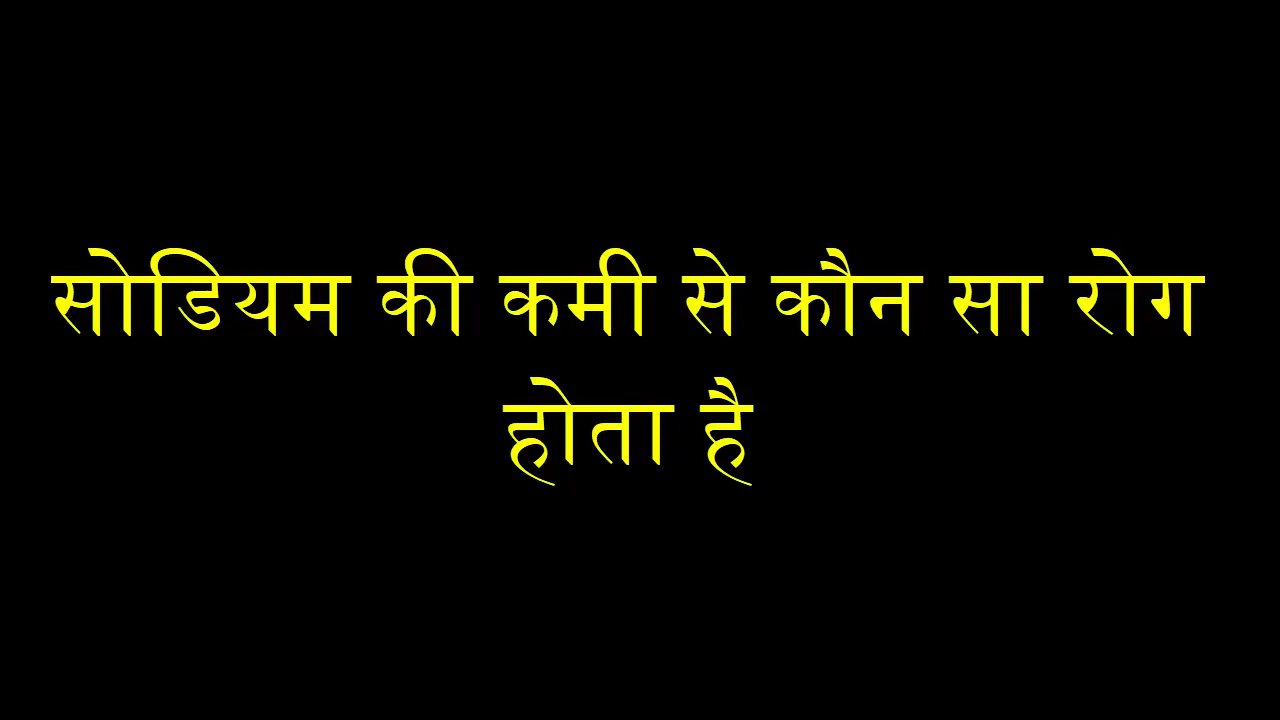 सोडियम की कमी से कौन सा रोग
होता है